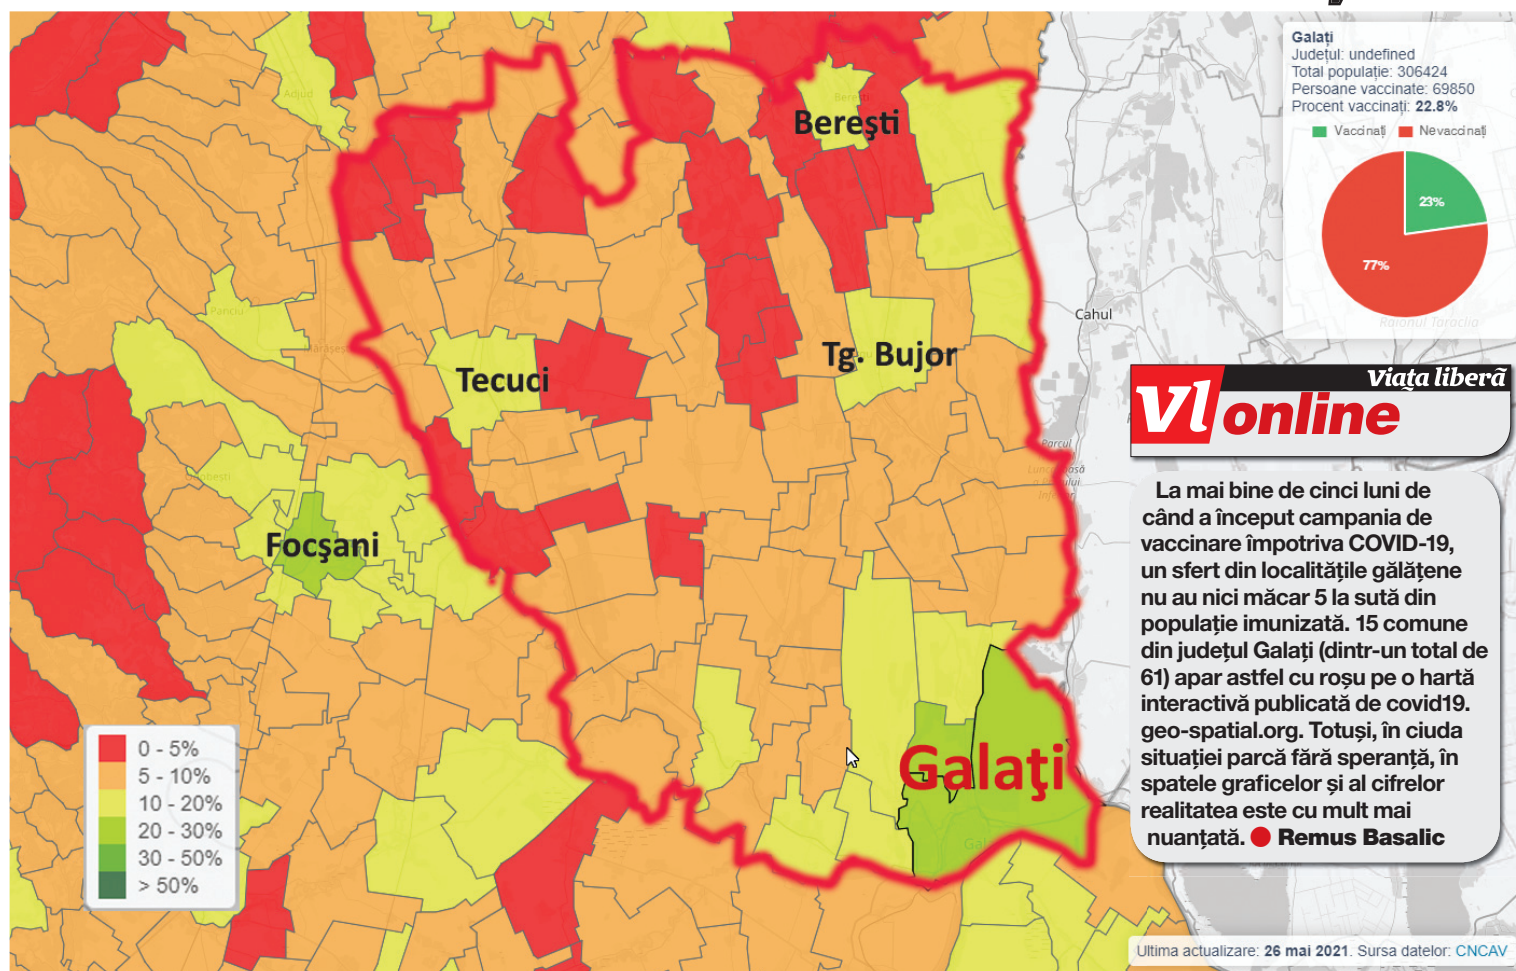 Galați
Județul: undefined
Total populație: 306424
Persoane vaccinate: 69850
Procent vaccinați: 22.8%
Vaccinați
Nevaccinați
23%
77%
Raionul Taraclia
Adjud
Berești
Berești
Cahul
Panciu
Tg. Bujor
Tecuci
Viața liberă
Vl online
Parcul
Focșani
La mai bine de cinci luni de
când a început campania de
vaccinare împotriva COVID-19,
un sfert din localitățile gălățene
nu au nici măcar 5 la sută din
populație imunizată. 15 comune
din județul Galați (dintr-un total de
61) apar astfel cu roșu pe o hartă
interactivă publicată de covid19.
geo-spatial.org. Totuși, în ciuda
situației parcă fără speranță, în
spatele graficelor și al cifrelor
realitatea este cu mult mai
nuanțată. Remus Basalic
0 - 5%
5 - 10%
10 - 20%
20 - 30%
30 - 50%
> 50%
Galați
Ultima actualizare: 26 mai 2021. Sursa datelor: CNCAV